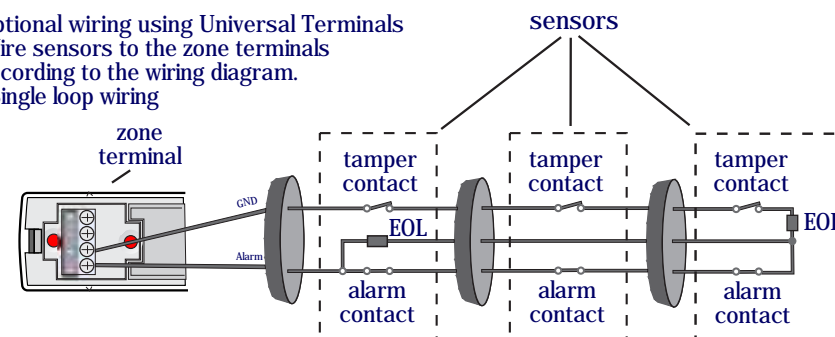 ptional wiring using Universal Terminals
ire sensors to the zone terminals
cording to the wiring diagram.
ingle loop wiring
sensors
zone
terminal
tamper
contact
tamper
contact
tamper
contact
GND
EOL
EOL
Alarm
alarm
contact
alarm
contact
alarm
contact